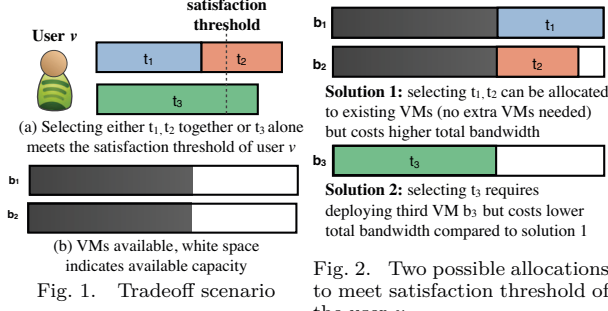 satisfaction
threshold
User v
t1
t2
t3
(a) Selecting either t1, t2 together or t3 alone
meets the satisfaction threshold of user v
b1
b2
(b) VMs available, white space
indicates available capacity
Fig. 1. Tradeoff scenario
b1
t1
b2
t2
Solution 1: selecting t1, t2 can be allocated
to existing VMs (no extra VMs needed)
but costs higher total bandwidth
b3
t3
Solution 2: selecting t3 requires
deploying third VM b3 but costs lower
total bandwidth compared to solution 1
Fig. 2. Two possible allocations
to meet satisfaction threshold of
the user v